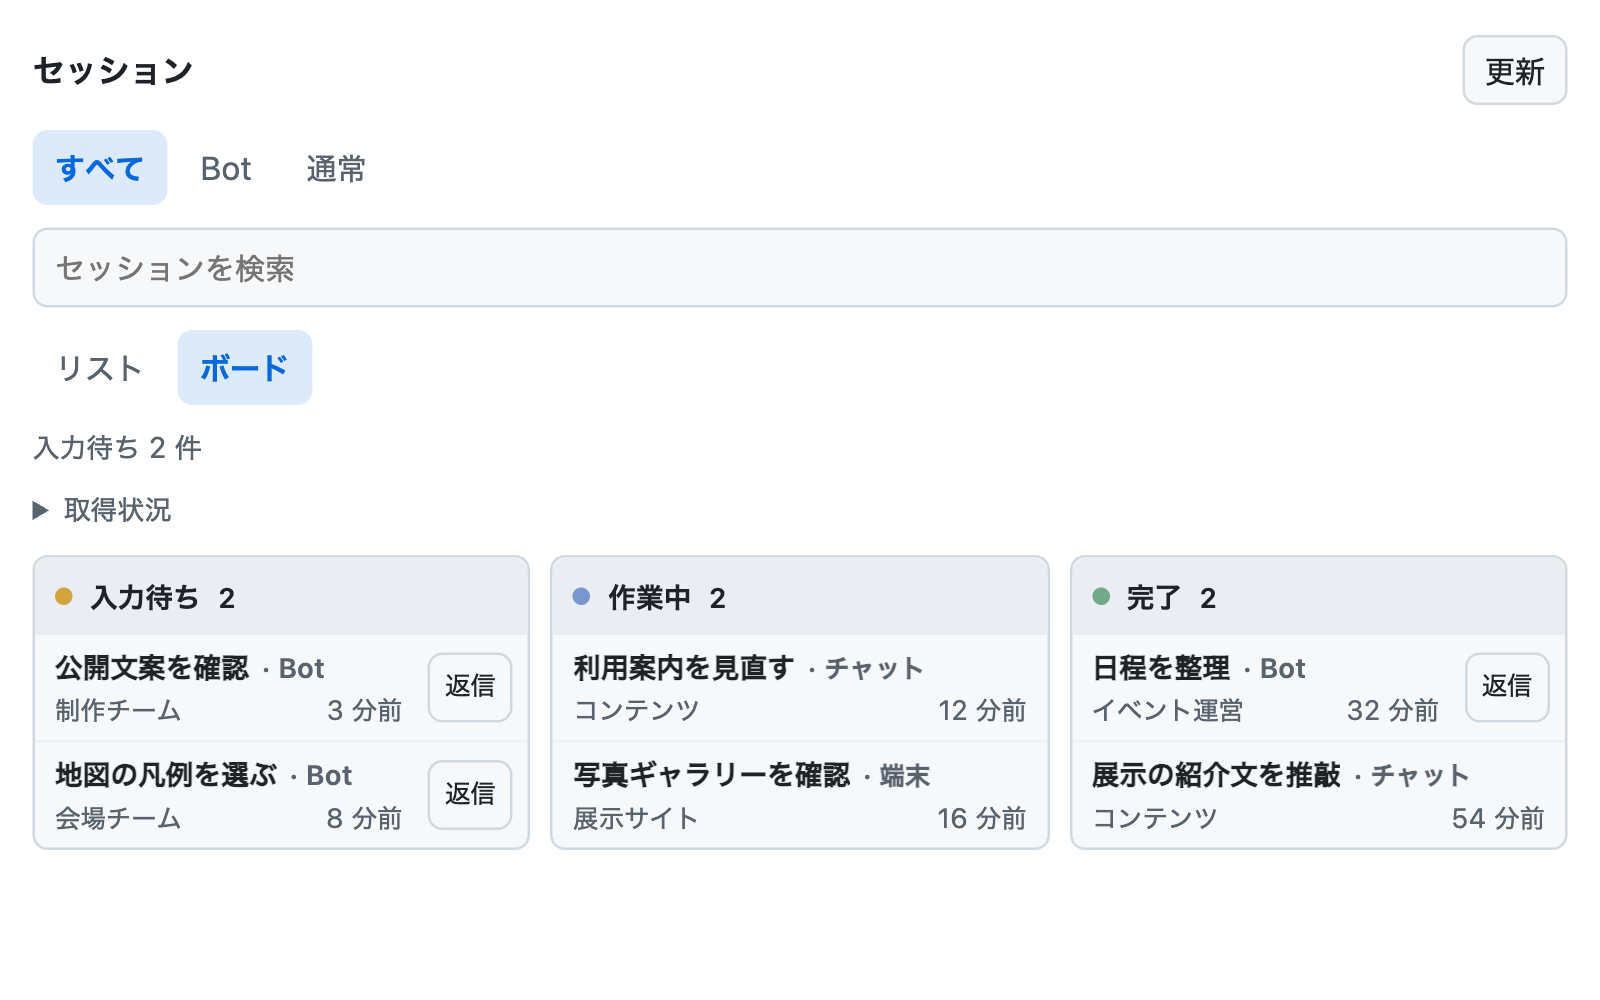 セッション
更新
すべて Bot 通常
セッションを検索
リスト ボード
入力待ち 2 件
▶ 取得状況
入力待ち 2
公開文案を確認 · Bot
制作チーム 3 分前
返信
地図の凡例を選ぶ · Bot
会場チーム 8 分前
返信
作業中 2
利用案内を見直す · チャット
コンテンツ 12 分前
写真ギャラリーを確認 · 端末
展示サイト 16 分前
完了 2
日程を整理 · Bot
イベント運営 32 分前
返信
展示の紹介文を推敲 · チャット
コンテンツ 54 分前